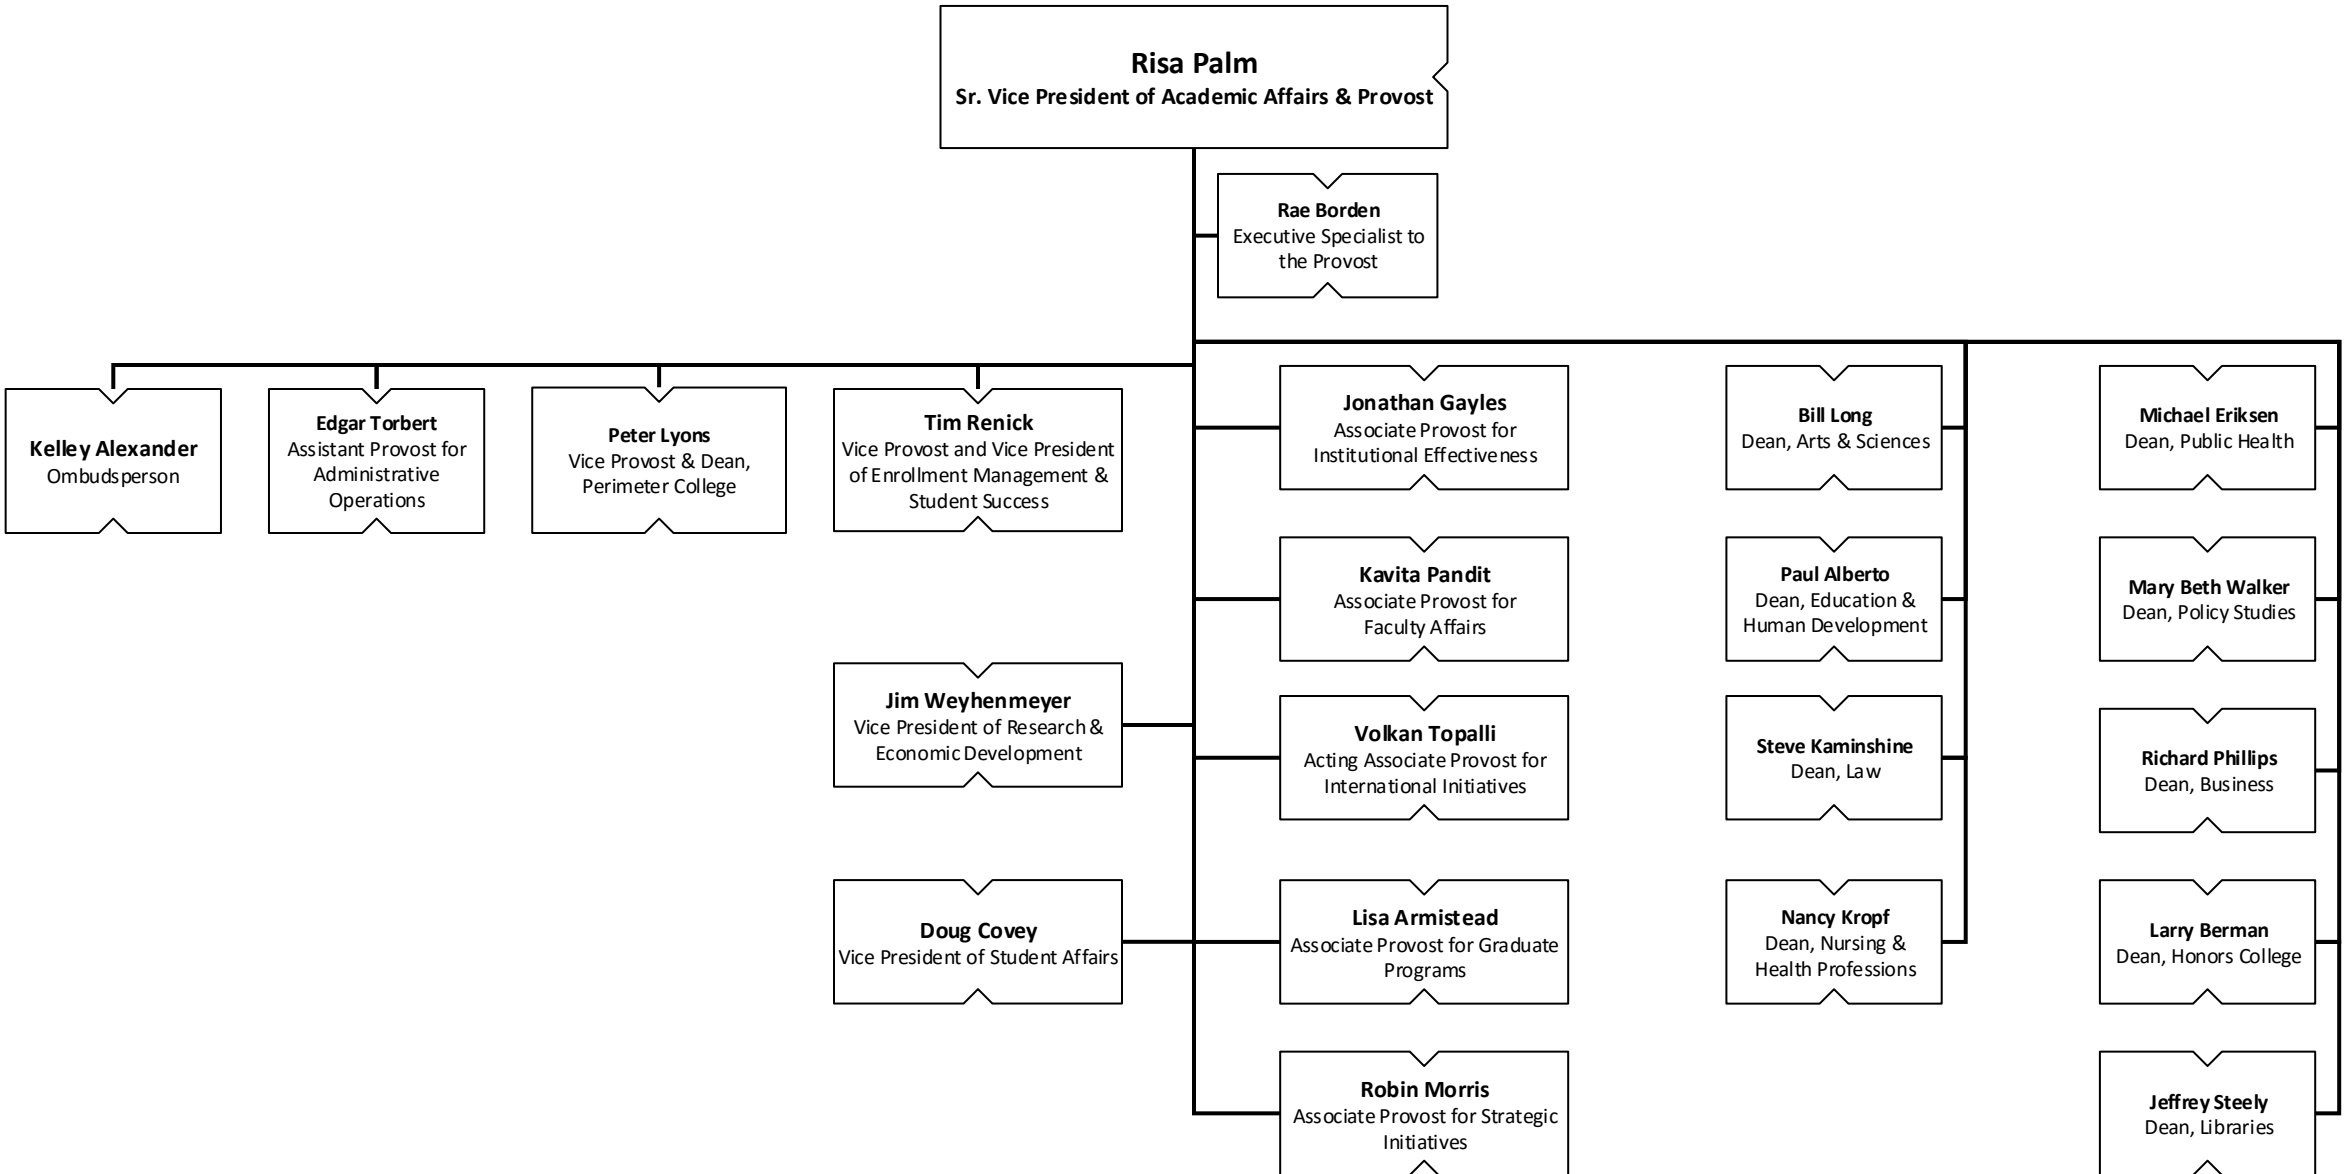 Risa Palm
Sr. Vice President of Academic Affairs & Provost
Rae Borden
Executive Specialist to
the Provost
Kelley Alexander
Ombudsperson
Edgar Torbert
Assistant Provost for
Administrative
Operations
Peter Lyons
Vice Provost & Dean,
Perimeter College
Tim Renick
Vice Provost and Vice President
of Enrollment Management &
Student Success
Jim Weyhenmeyer
Vice President of Research &
Economic Development
Doug Covey
Vice President of Student Affairs
Jonathan Gayles
Associate Provost for
Institutional Effectiveness
Kavita Pandit
Associate Provost for
Faculty Affairs
Volkan Topalli
Acting Associate Provost for
International Initiatives
Lisa Armistead
Associate Provost for Graduate
Programs
Robin Morris
Associate Provost for Strategic
Initiatives
Bill Long
Dean, Arts & Sciences
Paul Alberto
Dean, Education &
Human Development
Steve Kaminshine
Dean, Law
Nancy Kropf
Dean, Nursing &
Health Professions
Michael Eriksen
Dean, Public Health
Mary Beth Walker
Dean, Policy Studies
Richard Phillips
Dean, Business
Larry Berman
Dean, Honors College
Jeffrey Steely
Dean, Libraries